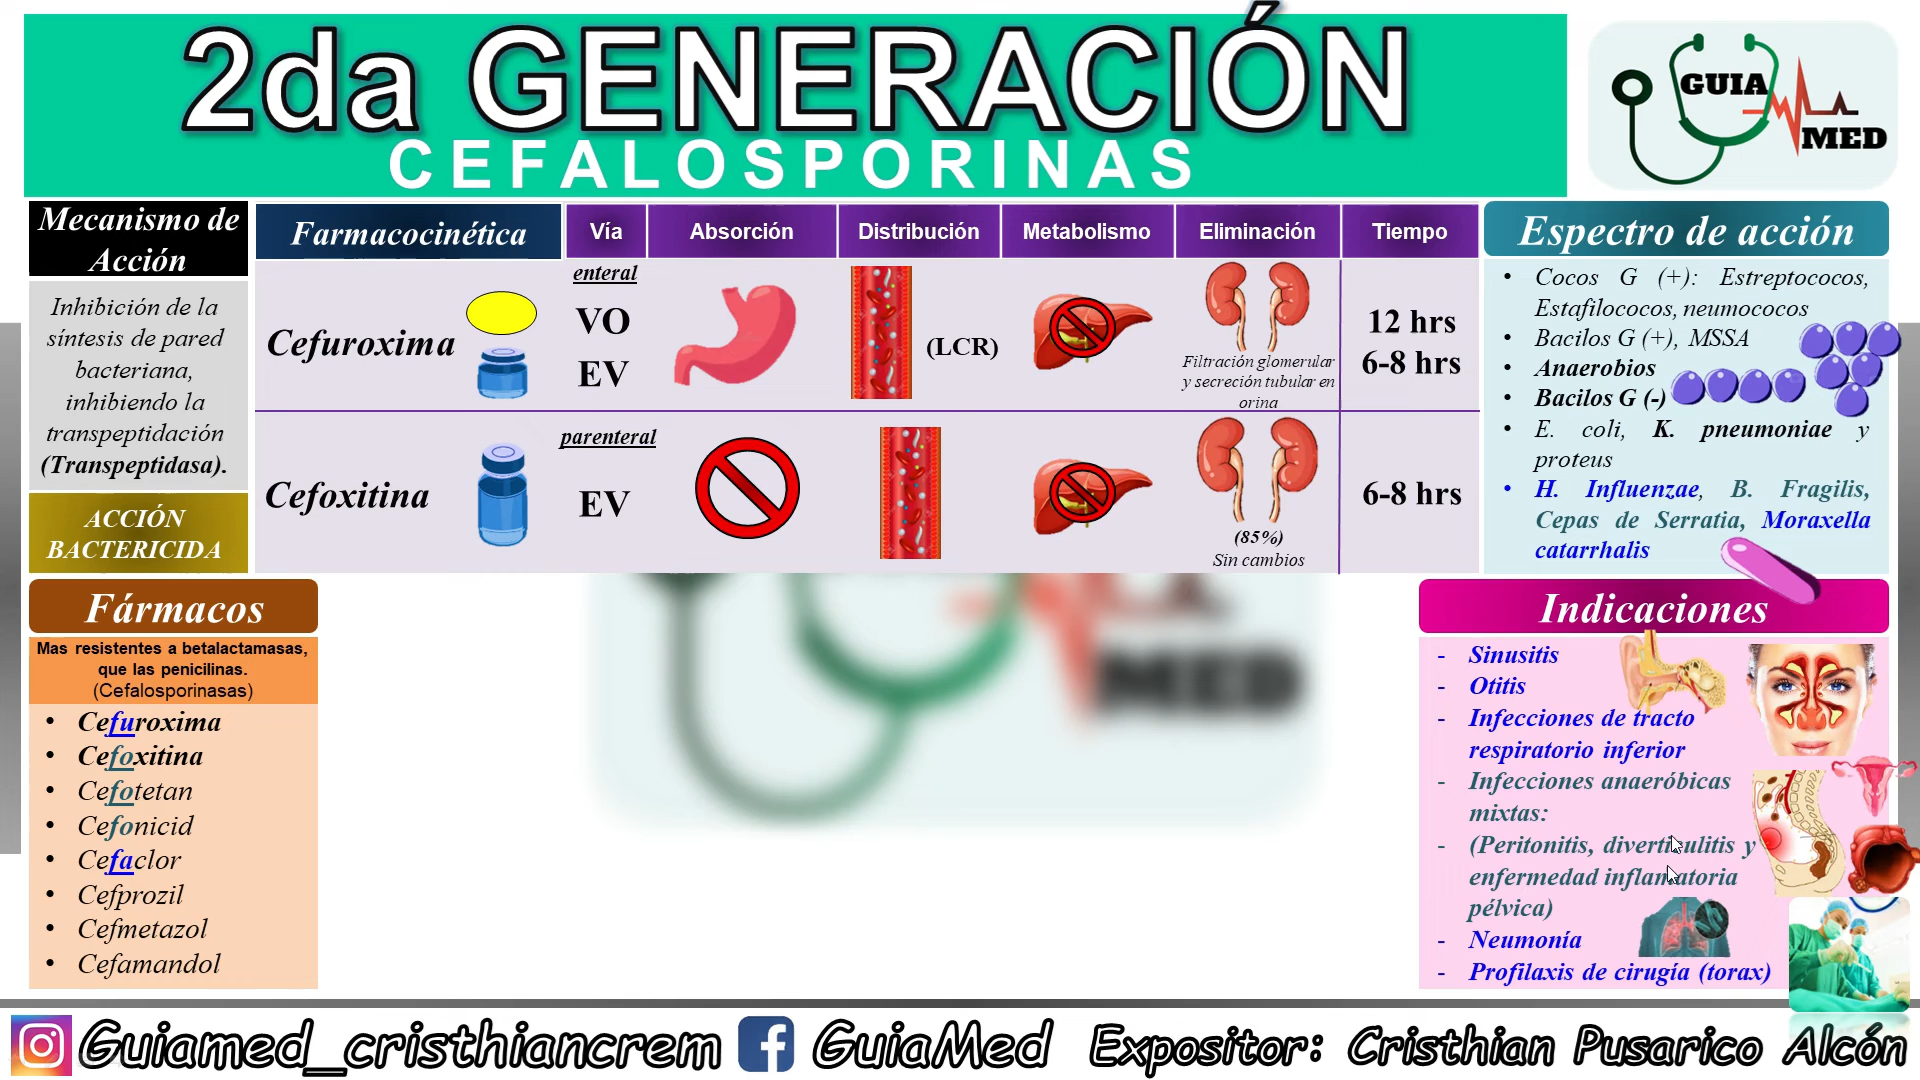 2da GENERACIÓN
CEFALOSPORINAS
GUIA
MED
Mecanismo de
Acción
Inhibición de la
síntesis de pared
bacteriana,
inhibiendo la
transpeptidación
(Transpeptidasa).
ACCIÓN
BACTERICIDA
Farmacocinética
Vía
Absorción
Distribución
Metabolismo
Eliminación
Tiempo
Cefuroxima
enteral
VO
EV
(LCR)
Filtración glomerular
y secreción tubular en
orina
12 hrs
6-8 hrs
Cefoxitina
parenteral
EV
(85%)
Sin cambios
6-8 hrs
Espectro de acción
• Cocos G (+): Estreptococos,
Estafilococos, neumococos
• Bacilos G (+), MSSA
• Anaerobios
• Bacilos G (-)
• E. coli, K. pneumoniae y
proteus
• H. Influenzae, B. Fragilis,
Cepas de Serratia, Moraxella
catarrhalis
Fármacos
Mas resistentes a betalactamasas,
que las penicilinas.
(Cefalosporinasas)
• Cefuroxima
• Cefoxitina
• Cefotetan
• Cefonicid
• Cefaclor
• Cefprozil
• Cefmetazol
• Cefamandol
MED
Indicaciones
- Sinusitis
- Otitis
- Infecciones de tracto
respiratorio inferior
- Infecciones anaeróbicas
mixtas:
- (Peritonitis, diverticulitis y
enfermedad inflamatoria
pélvica)
- Neumonía
- Profilaxis de cirugía (torax)
Guiamed_cristhiancrem
GuiaMed
Expositor: Cristhian Pusarico Alcón